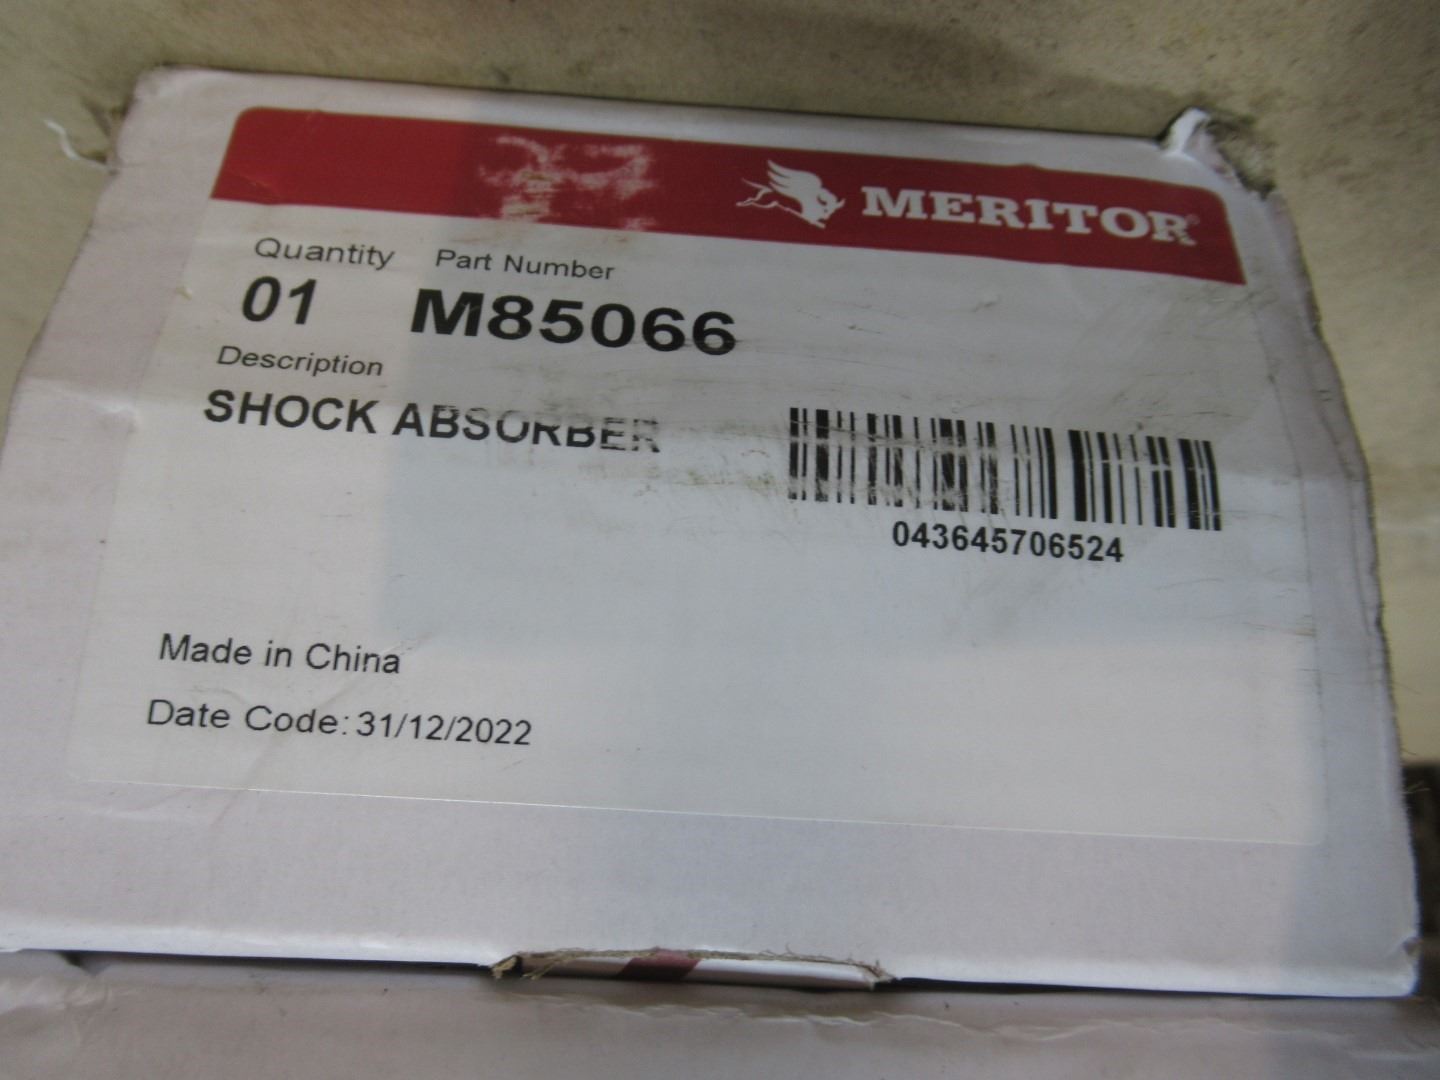 MERITOR®
Quantity Part Number
01 M85066
Description
SHOCK ABSORBER
043645706524
Made in China
Date Code: 31/12/2022